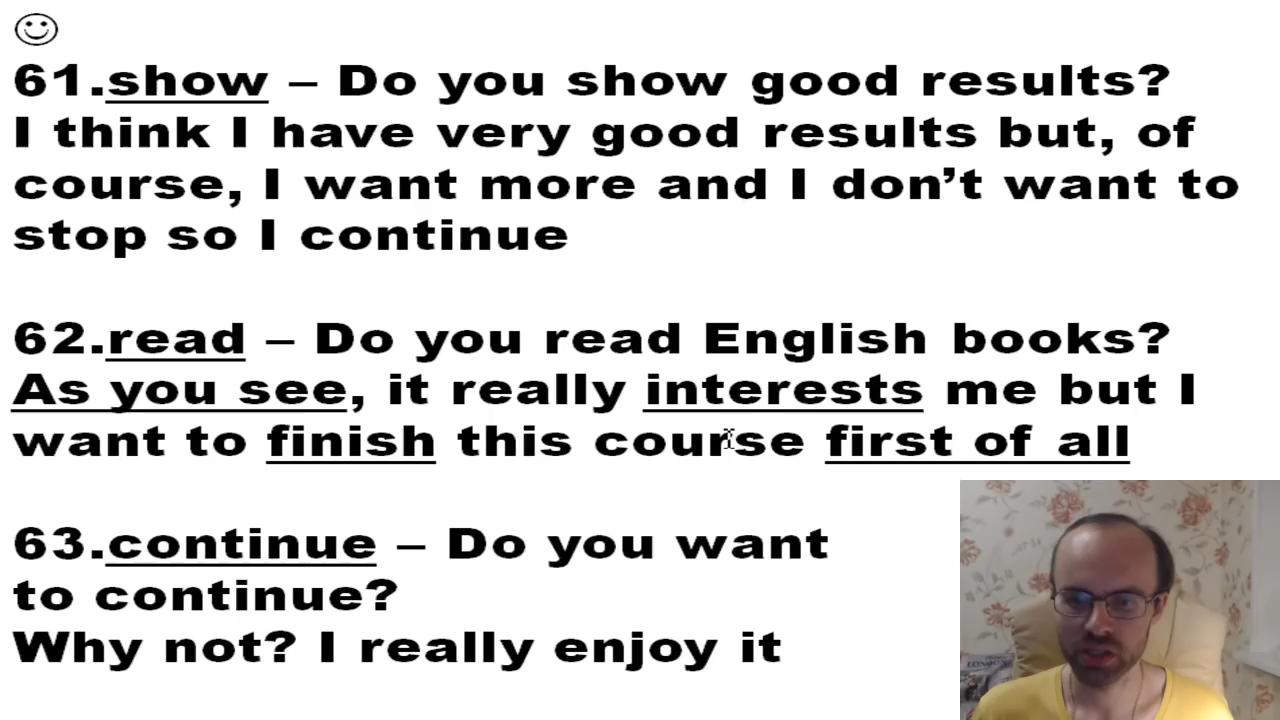 61.show – Do you show good results?
I think I have very good results but, of
course, I want more and I don’t want to
stop so I continue
62.read – Do you read English books?
As you see, it really interests me but I
want to finish this course first of all
63.continue – Do you want
to continue?
Why not? I really enjoy it
LONDON